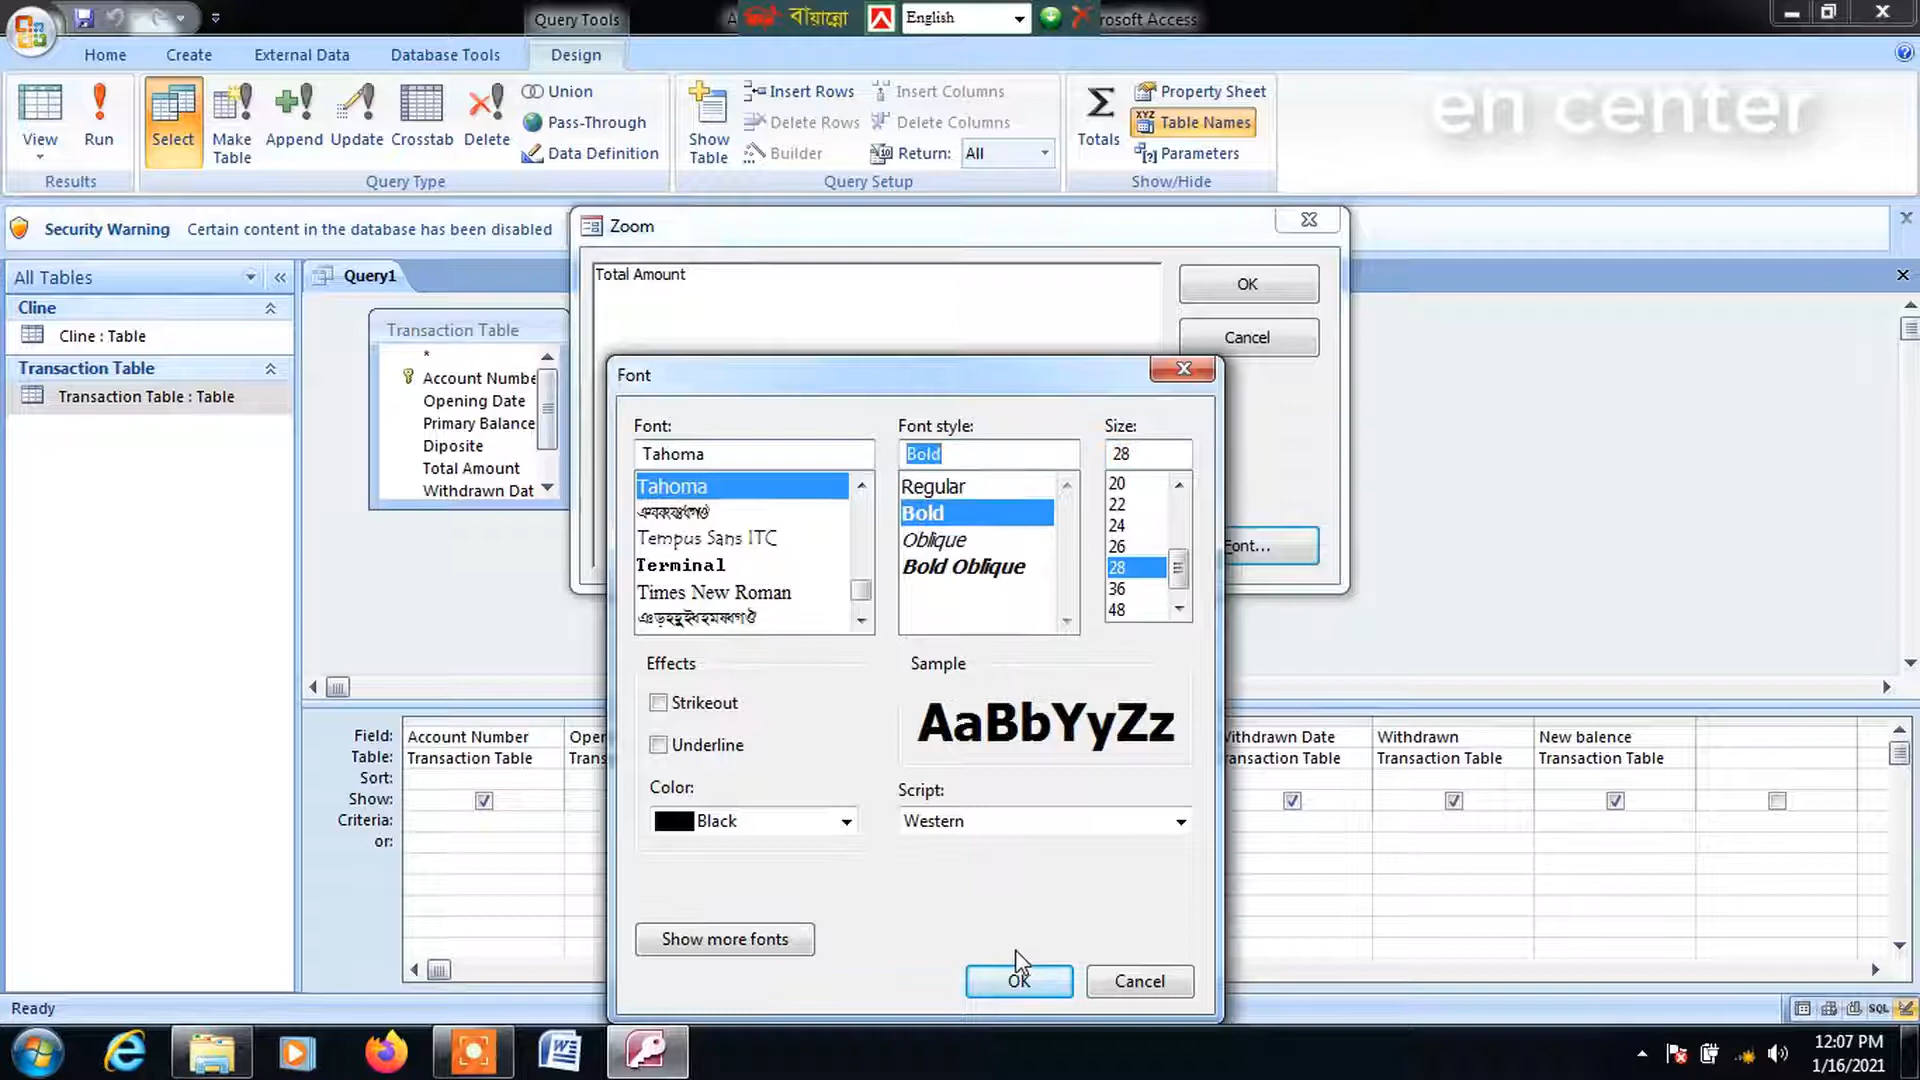 Query Tools
বায়ান্নো
English
rosoft Access
Home
Create
External Data
Database Tools
Design
en center
View
Run
Select
Make Table
Append
Update
Crosstab
Delete
Union
Pass-Through
Data Definition
Show Table
Insert Rows
Delete Rows
Builder
Insert Columns
Delete Columns
Return:
All
Totals
Property Sheet
XYZ
Table Names
Parameters
Results
Query Type
Query Setup
Show/Hide
Security Warning
Certain content in the database has been disabled
Zoom
Total Amount
OK
Cancel
Font...
All Tables
Query1
Cline
Cline : Table
Transaction Table
Transaction Table : Table
Transaction Table
*
Account Numbe
Opening Date
Primary Balance
Diposite
Total Amount
Withdrawn Dat
Font
Font:
Tahoma
Tahoma
Tempus Sans ITC
Terminal
Times New Roman
Font style:
Bold
Regular
Bold
Oblique
Bold Oblique
Size:
28
20
22
24
26
28
36
48
Effects
Strikeout
Underline
Color:
Black
Sample
AaBbYyZz
Script:
Western
Show more fonts
OK
Cancel
Field:
Table:
Sort:
Show:
Criteria:
or:
Account Number
Transaction Table
Oper
Trans
Withdrawn Date
ansaction Table
Withdrawn
Transaction Table
New balence
Transaction Table
Ready
SQL
12:07 PM
1/16/2021